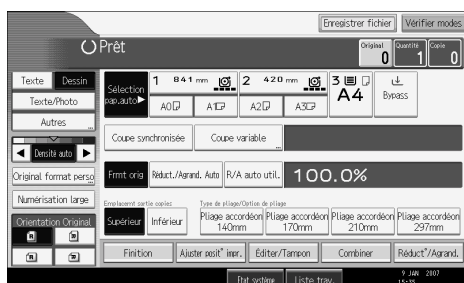 Enregistrer fichier Vérifier modes
Prêt
Original Quantité Copie
0 1 0
Texte Dessin
Texte/Photo
Autres
Densité auto
Original format perso
Numérisation large
Orientation Original
Sélection pap.auto
1 841 mm 2 420 mm 3 A4 Bypass
A0 A1 A2 A3
Coupe synchronisée Coupe variable
Frmt orig Réduct./Agrand. Auto R/A auto util. 100.0%
Emplacemt sortie copies Type de pliage/Option de pliage
Supérieur Inférieur Pliage accordéon 140mm Pliage accordéon 170mm Pliage accordéon 210mm Pliage accordéon 297mm
Finition Ajuster posit° impr. Éditer/Tampon Combiner Réduct°/Agrand.
Etat système Liste trav. 9 JAN 2007
15:35